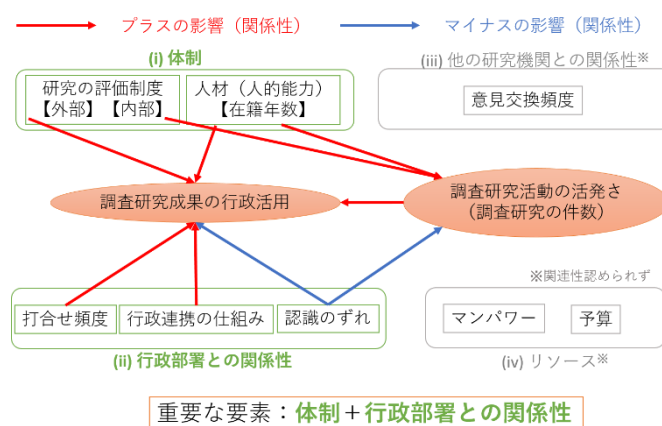 プラスの影響（関係性）
マイナスの影響（関係性）
(i) 体制
研究の評価制度
【外部】【内部】
人材（人的能力）
【在籍年数】
(iii) 他の研究機関との関係性※
意見交換頻度
調査研究成果の行政活用
調査研究活動の活発さ
（調査研究の件数）
※関連性認められず
打合せ頻度
行政連携の仕組み
認識のずれ
(ii) 行政部署との関係性
マンパワー
予算
(iv) リソース※
重要な要素：体制＋行政部署との関係性